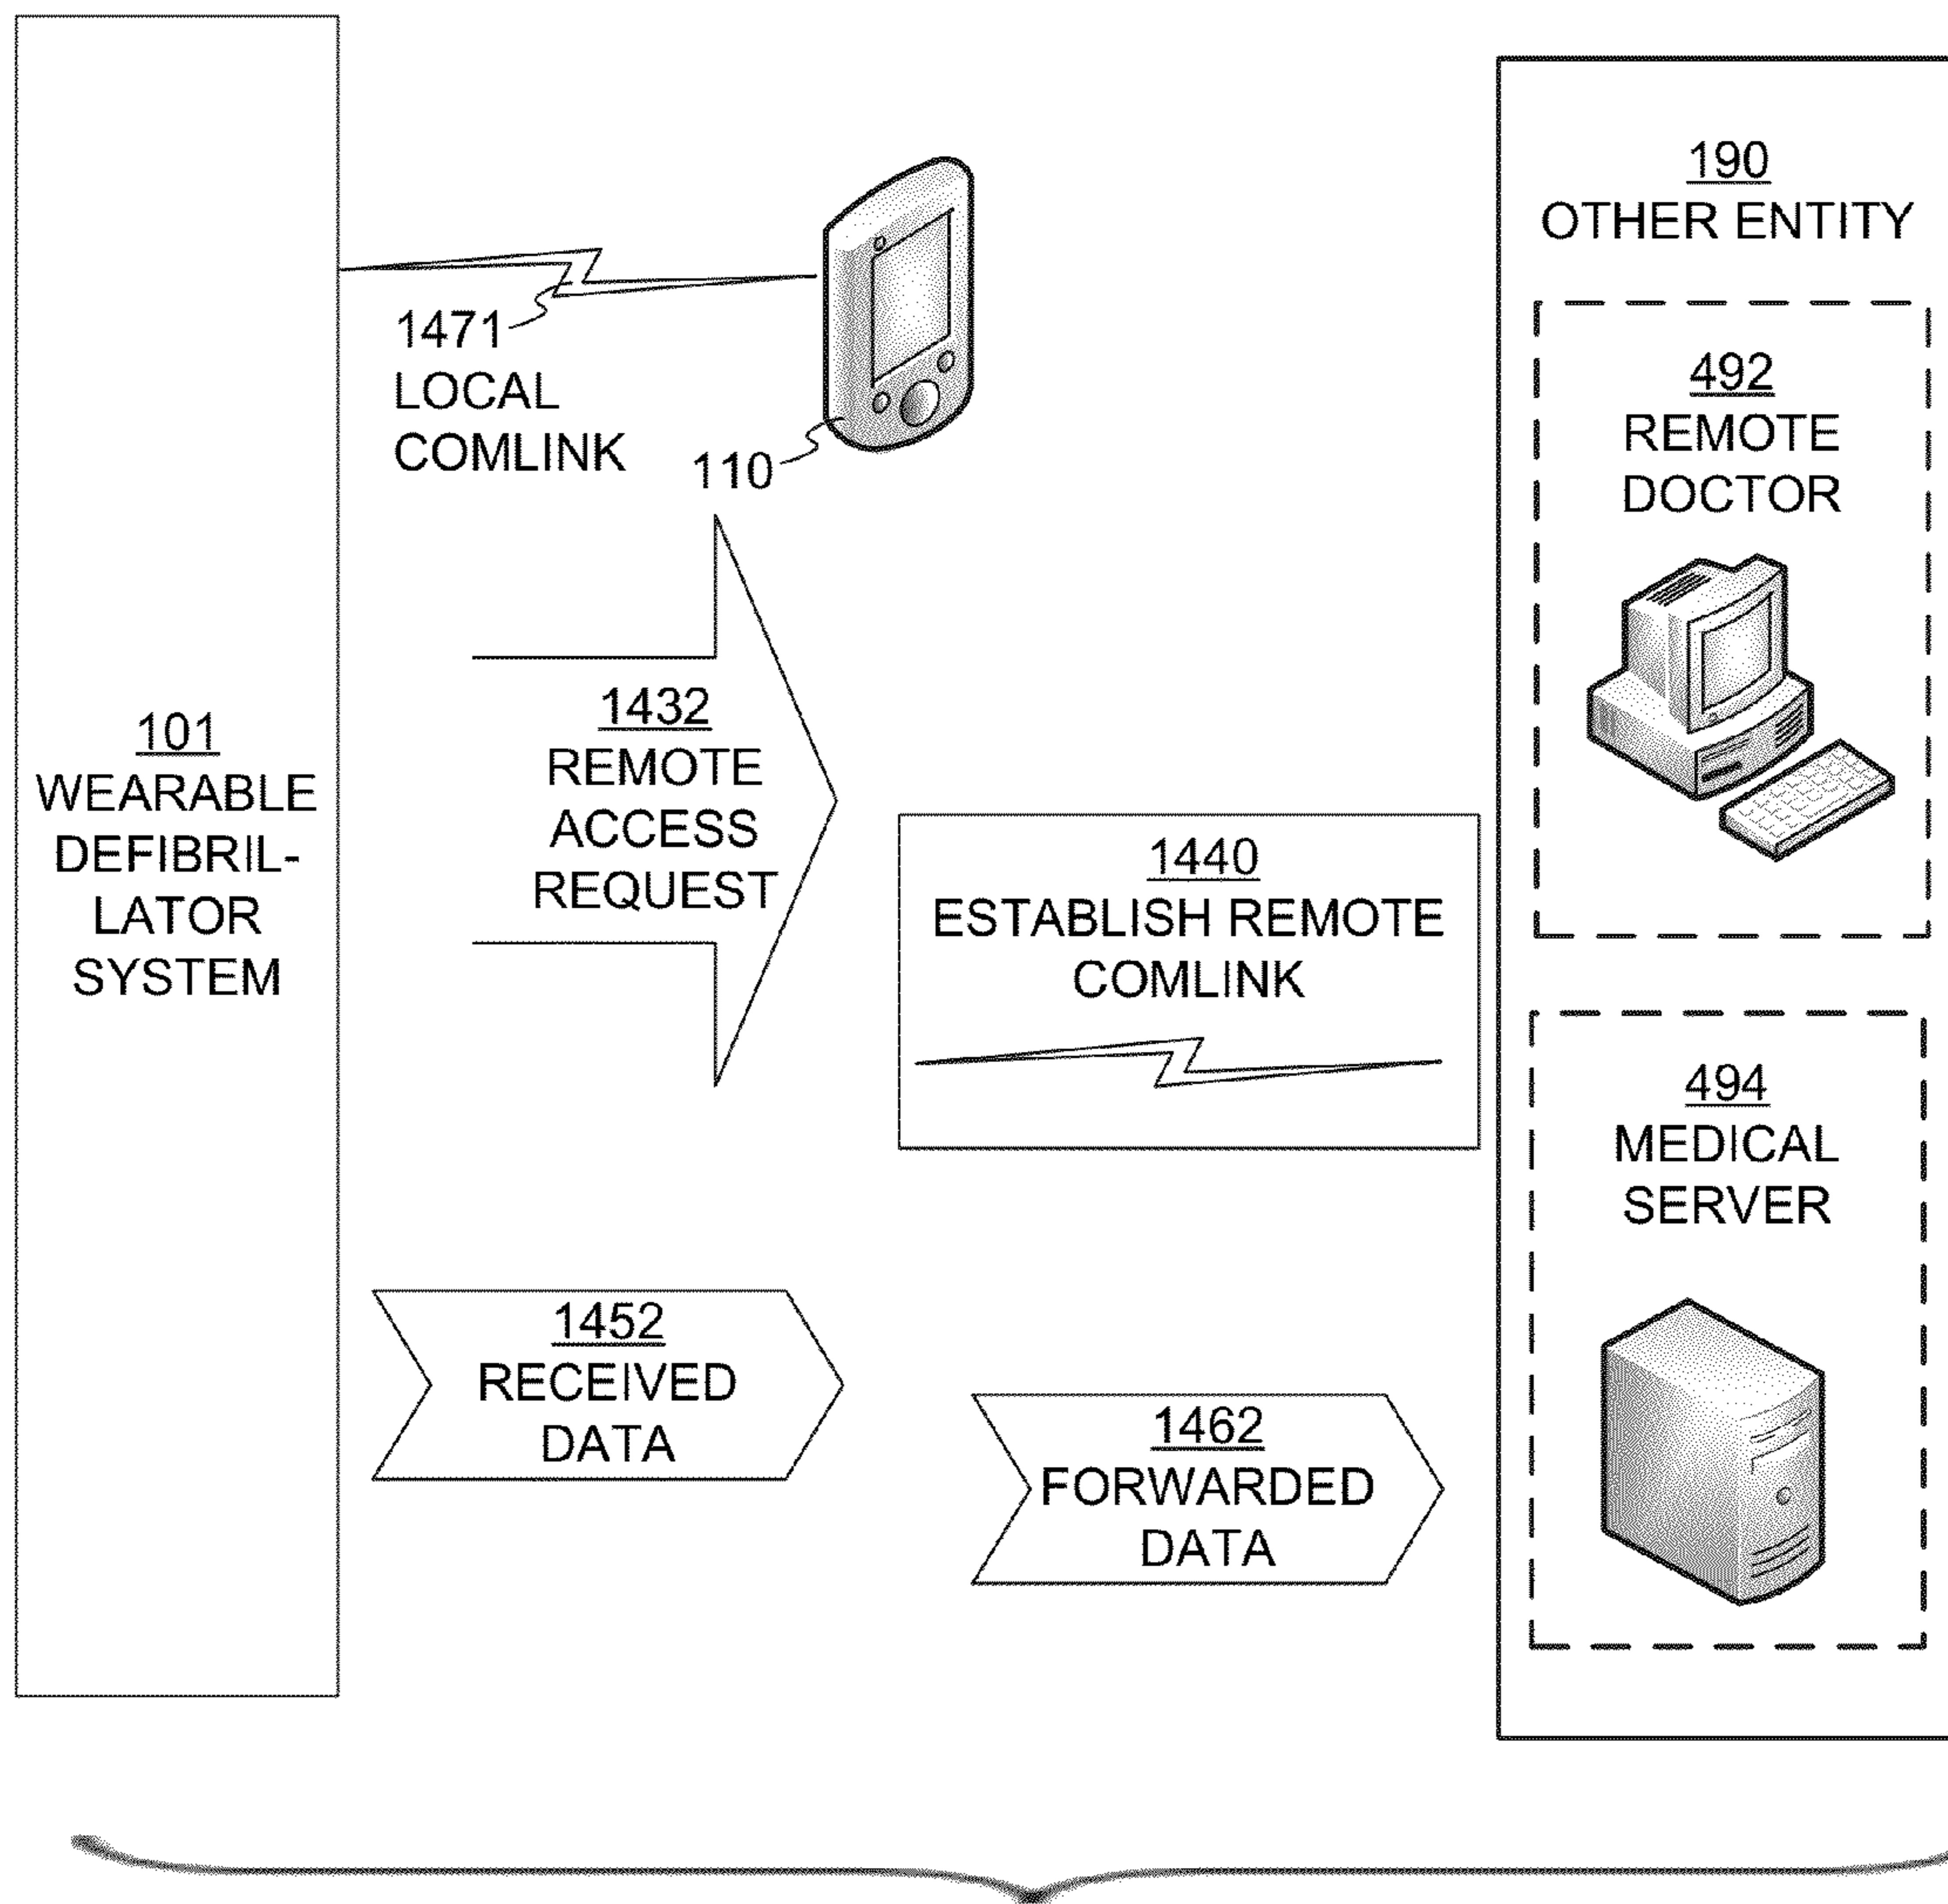 101
WEARABLE
DEFIBRIL-
LATOR
SYSTEM
1471
LOCAL
COMLINK
110
1432
REMOTE
ACCESS
REQUEST
1440
ESTABLISH REMOTE
COMLINK
1452
RECEIVED
DATA
1462
FORWARDED
DATA
190
OTHER ENTITY
492
REMOTE
DOCTOR
494
MEDICAL
SERVER